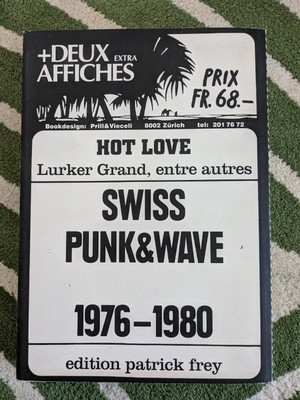 +DEUX EXTRA
AFFICHES
PRIX
FR. 68.–
Bookdesign: Prill&Vieceli 8002 Zürich tel: 201 76 72
HOT LOVE
Lurker Grand, entre autres
SWISS
PUNK&WAVE
1976–1980
edition patrick frey